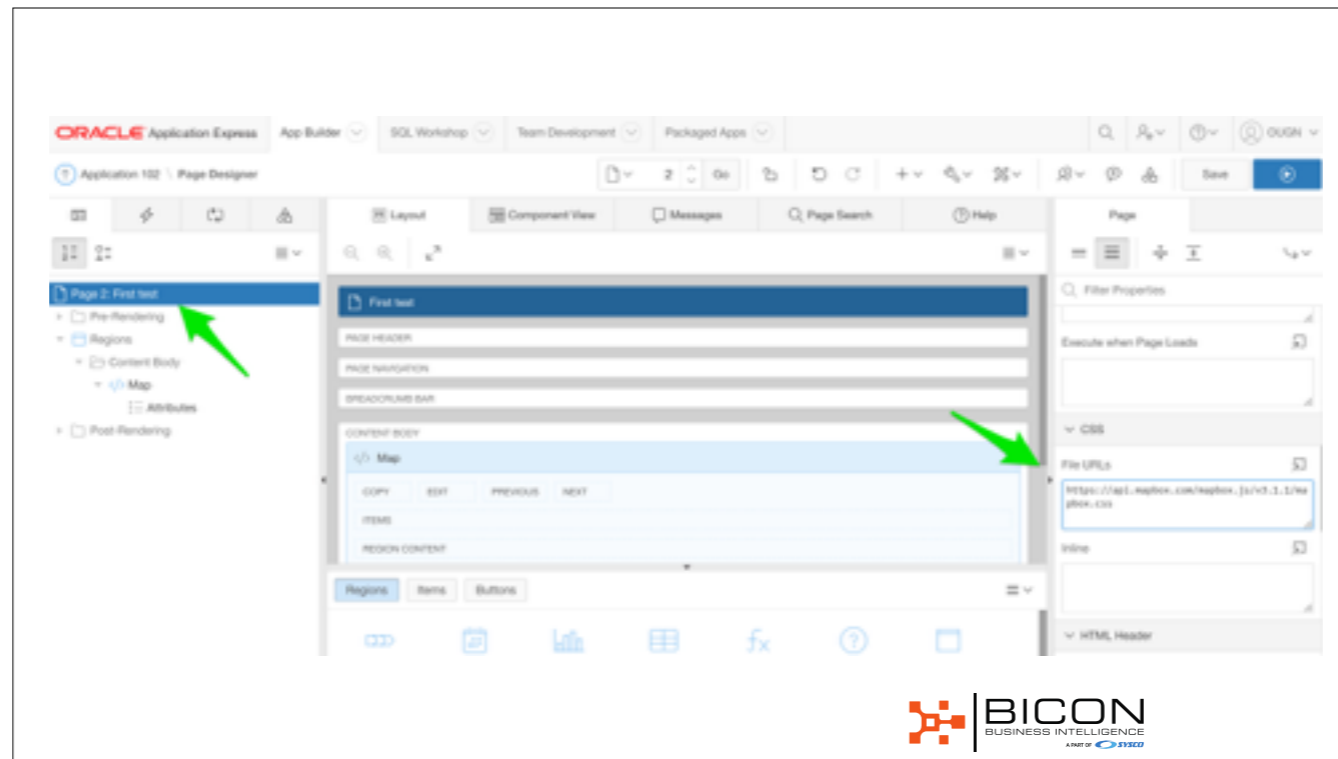 ORACLE Application Express App Builder SQL Workshop Team Development Packaged Apps OUGN
Application 102 \ Page Designer 2 Go Save
Layout Component View Messages Page Search Help Page
Page 2: First test
Pre-Rendering
Regions
Content Body
</> Map
Attributes
Post-Rendering
First test
PAGE HEADER
PAGE NAVIGATION
BREADCRUMB BAR
CONTENT BODY
</> Map
COPY EDIT PREVIOUS NEXT
ITEMS
REGION CONTENT
Regions Items Buttons
Filter Properties
Execute when Page Loads
CSS
File URLs
https://api.mapbox.com/mapbox.js/v3.1.1/ma
pbox.css
Inline
HTML Header
BICON
BUSINESS INTELLIGENCE
A PART OF SYSCO